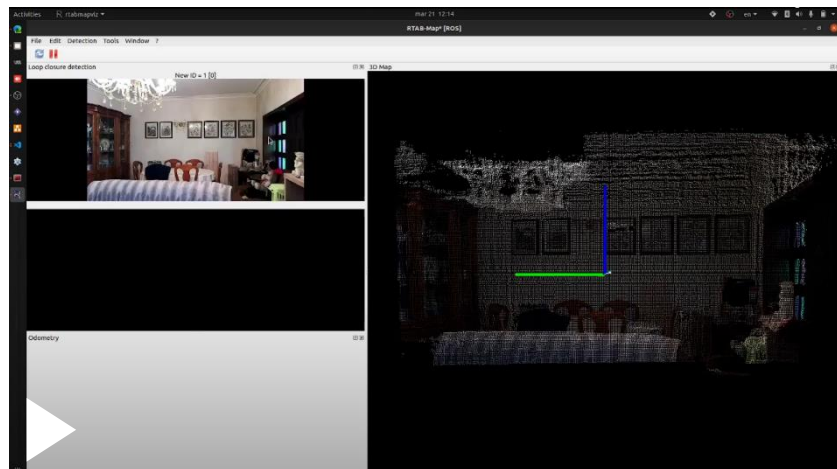 Activities
rtabmapviz
mar 21 12:14
en
RTAB-Map* [ROS]
File Edit Detection Tools Window ?
Loop closure detection
New ID = 1 [0]
3D Map
Odometry